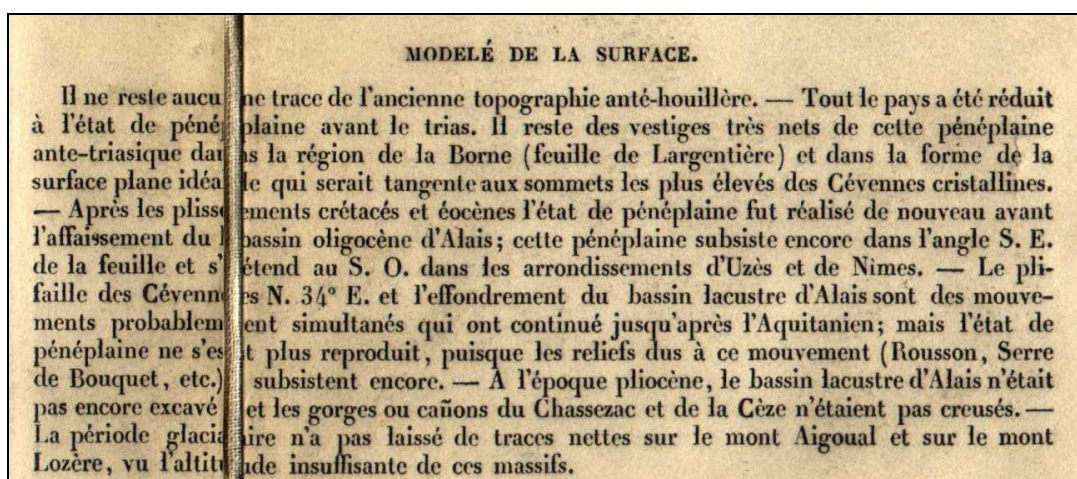 MODELÉ DE LA SURFACE.
Il ne reste aucune trace de l'ancienne topographie anté-houillère. — Tout le pays a été réduit
à l'état de pénéplaine avant le trias. Il reste des vestiges très nets de cette pénéplaine
ante-triasique dans la région de la Borne (feuille de Largentière) et dans la forme de la
surface plane idéale qui serait tangente aux sommets les plus élevés des Cévennes cristallines.
— Après les plissements crétacés et éocènes l'état de pénéplaine fut réalisé de nouveau avant
l'affaissement du bassin oligocène d'Alais; cette pénéplaine subsiste encore dans l'angle S. E.
de la feuille et s'étend au S. O. dans les arrondissements d'Uzès et de Nîmes. — Le pli-
faille des Cévennes N. 34° E. et l'effondrement du bassin lacustre d'Alais sont des mouve-
ments probablement simultanés qui ont continué jusqu'après l'Aquitanien; mais l'état de
pénéplaine ne s'est plus reproduit, puisque les reliefs dus à ce mouvement (Rousson, Serre
de Bouquet, etc.) subsistent encore. — A l'époque pliocène, le bassin lacustre d'Alais n'était
pas encore excavé et les gorges ou cañons du Chassezac et de la Cèze n'étaient pas creusés. —
La période glaciaire n'a pas laissé de traces nettes sur le mont Aigoual et sur le mont
Lozère, vu l'altitude insuffisante de ces massifs.